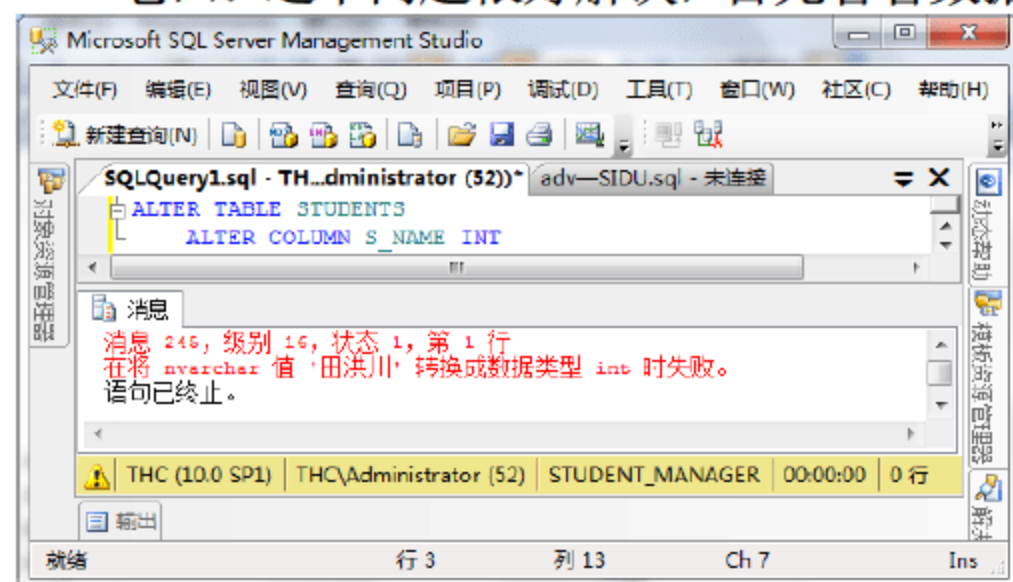 Microsoft SQL Server Management Studio
文件(F) 编辑(E) 视图(V) 查询(Q) 项目(P) 调试(D) 工具(T) 窗口(W) 社区(C) 帮助(H)
新建查询(N)
SQLQuery1.sql - TH...dministrator (52))* adv—SIDU.sql - 未连接
ALTER TABLE STUDENTS
ALTER COLUMN S_NAME INT
消息
消息 245, 级别 16, 状态 1, 第 1 行
在将 nvarchar 值 '田洪川' 转换成数据类型 int 时失败。
语句已终止。
THC (10.0 SP1) THC\Administrator (52) STUDENT_MANAGER 00:00:00 0 行
输出
就绪 行 3 列 13 Ch 7 Ins
对象资源管理器
动态帮助
模板资源管理器